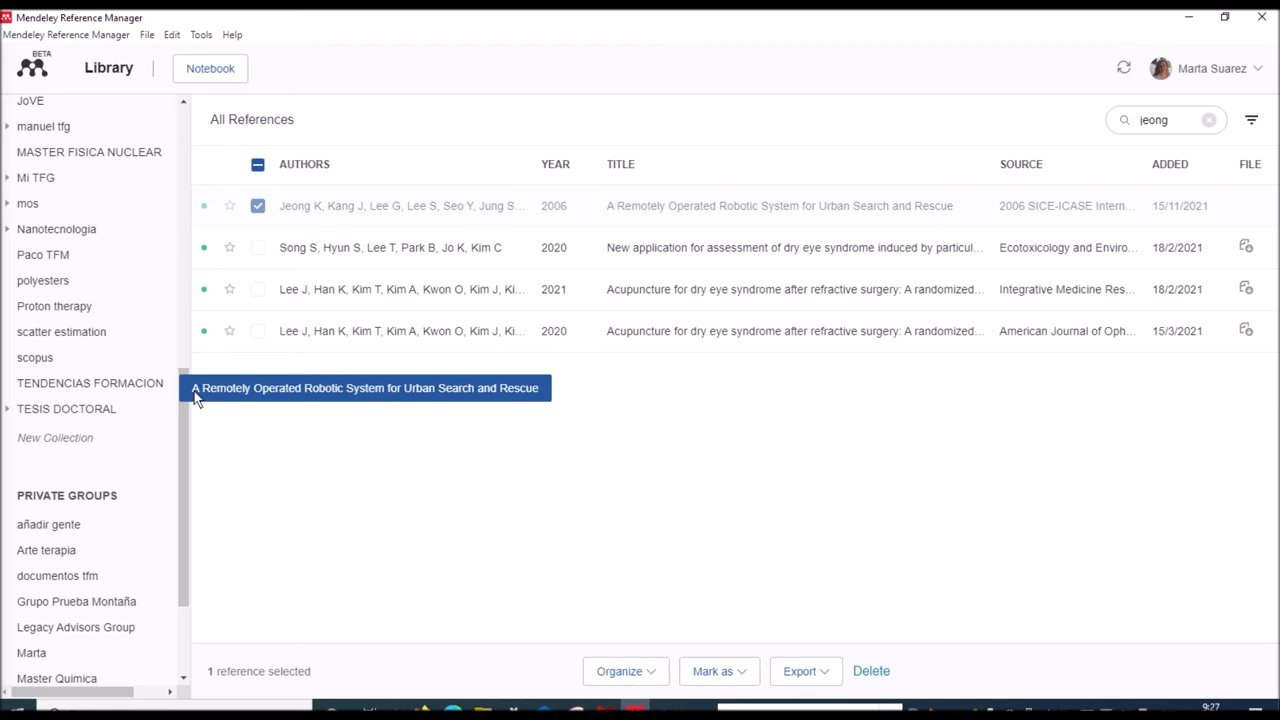 Mendeley Reference Manager
Mendeley Reference Manager File Edit Tools Help
BETA
Library
Notebook
Marta Suarez
JoVE
manuel tfg
MASTER FISICA NUCLEAR
Mi TFG
mos
Nanotecnologia
Paco TFM
polyesters
Proton therapy
scatter estimation
scopus
TENDENCIAS FORMACION
TESIS DOCTORAL
New Collection
PRIVATE GROUPS
añadir gente
Arte terapia
documentos tfm
Grupo Prueba Montaña
Legacy Advisors Group
Marta
Master Quimica
All References
jeong
AUTHORS YEAR TITLE SOURCE ADDED FILE
Jeong K, Kang J, Lee G, Lee S, Seo Y, Jung S... 2006 A Remotely Operated Robotic System for Urban Search and Rescue 2006 SICE-ICASE Intern... 15/11/2021
Song S, Hyun S, Lee T, Park B, Jo K, Kim C 2020 New application for assessment of dry eye syndrome induced by particul... Ecotoxicology and Enviro... 18/2/2021
Lee J, Han K, Kim T, Kim A, Kwon O, Kim J, Ki... 2021 Acupuncture for dry eye syndrome after refractive surgery: A randomized... Integrative Medicine Res... 18/2/2021
Lee J, Han K, Kim T, Kim A, Kwon O, Kim J, Ki... 2020 Acupuncture for dry eye syndrome after refractive surgery: A randomized... American Journal of Oph... 15/3/2021
A Remotely Operated Robotic System for Urban Search and Rescue
1 reference selected
Organize
Mark as
Export
Delete
9:27